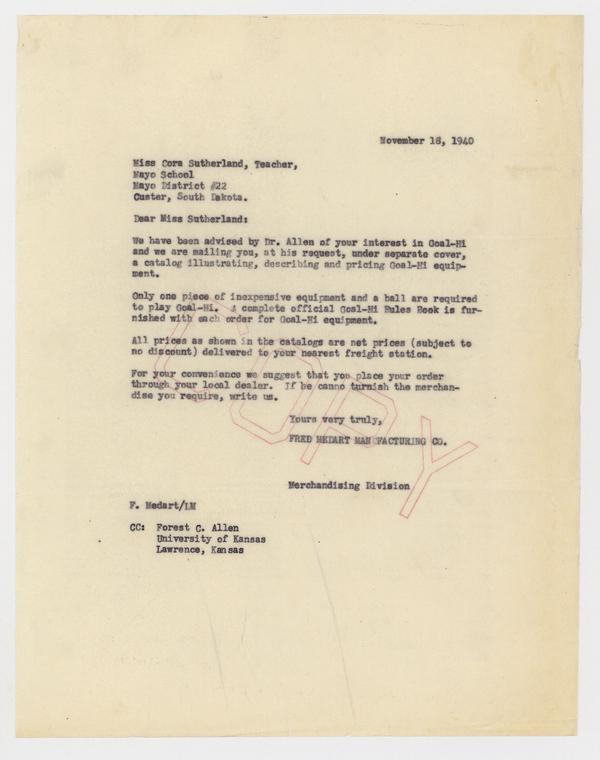 November 18, 1940
Miss Cora Sutherland, Teacher,
Mayo School
Mayo District #22
Custer, South Dakota.
Dear Miss Sutherland:
We have been advised by Dr. Allen of your interest in Goal-Hi
and we are mailing you, at his request, under separate cover,
a catalog illustrating, describing and pricing Goal-Hi equip-
ment.
Only one piece of inexpensive equipment and a ball are required
to play Goal-Hi. A complete official Goal-Hi Rules Book is fur-
nished with each order for Goal-Hi equipment.
All prices as shown in the catalogs are net prices (subject to
no discount) delivered to your nearest freight station.
For your convenience we suggest that you place your order
through your local dealer. If he canno turnish the merchan-
dise you require, write us.
Yours very truly,
FRED MEDART MANUFACTURING CO.
Merchandising Division
F. Medart/LM
CC: Forest C. Allen
University of Kansas
Lawrence, Kansas
COPY